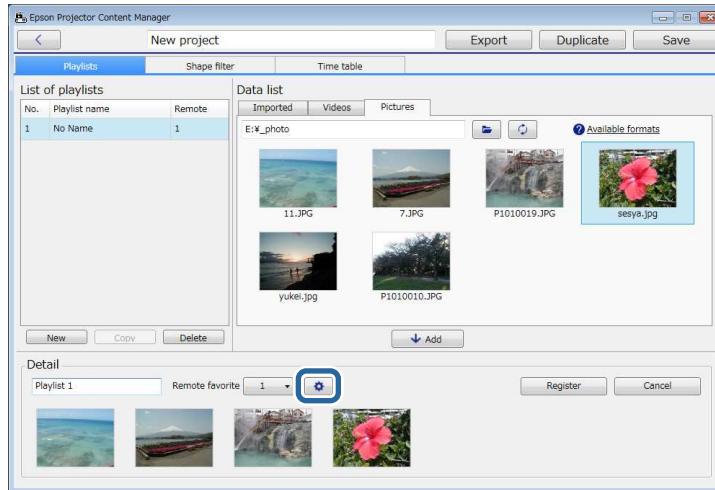 Epson Projector Content Manager
New project
Export
Duplicate
Save
Playlists
Shape filter
Time table
List of playlists
Data list
No. Playlist name Remote
1 No Name 1
Imported Videos Pictures
E:¥_photo
? Available formats
11.JPG
7.JPG
P1010019.JPG
sesya.jpg
yukei.jpg
P1010010.JPG
New
Copy
Delete
Add
Detail
Playlist 1
Remote favorite 1
Register
Cancel